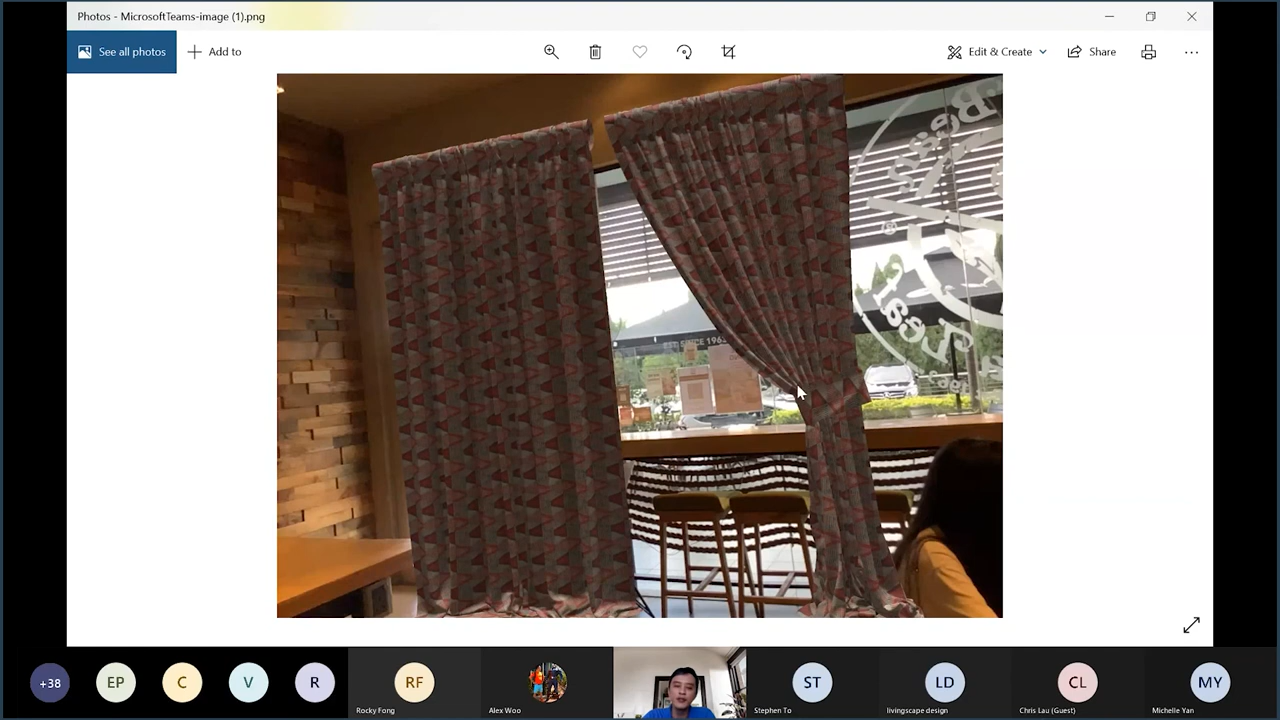 Photos - MicrosoftTeams-image (1).png
See all photos
Add to
Edit & Create
Share
EST SINCE 1963
+38
EP
C
V
R
RF
ST
LD
CL
MY
Rocky Fong
Alex Woo
Stephen To
livingscape design
Chris Lau (Guest)
Michelle Yan